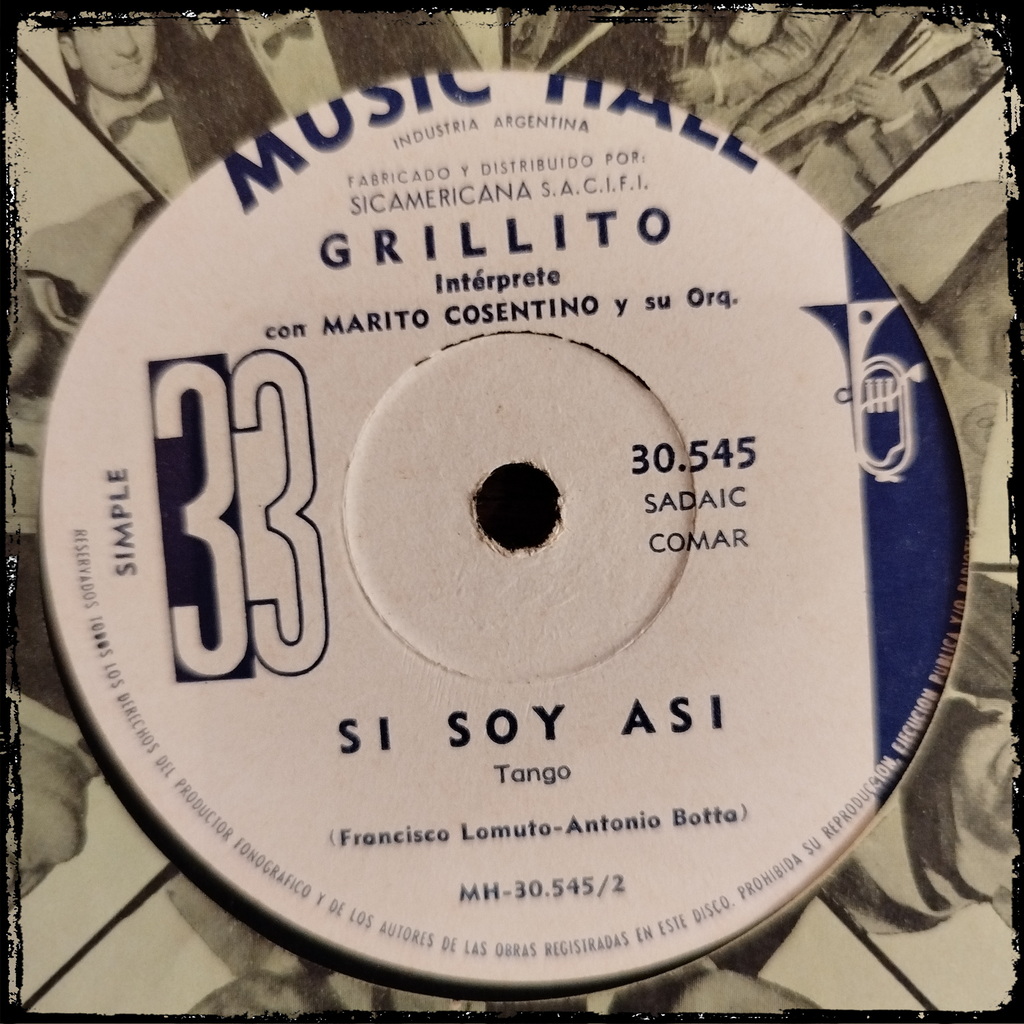 MUSIC HALL
INDUSTRIA ARGENTINA
FABRICADO Y DISTRIBUIDO POR:
SICAMERICANA S.A.C.I.F.I.
GRILLITO
Intérprete
con MARITO COSENTINO y su Orq.
33
SIMPLE
30.545
SADAIC
COMAR
SI SOY ASI
Tango
(Francisco Lomuto-Antonio Botta)
MH-30.545/2
RESERVADOS TODOS LOS DERECHOS DEL PRODUCTOR FONOGRAFICO Y DE LOS AUTORES DE LAS OBRAS REGISTRADAS EN ESTE DISCO. PROHIBIDA SU REPRODUCCION, EJECUCION PUBLICA Y/O